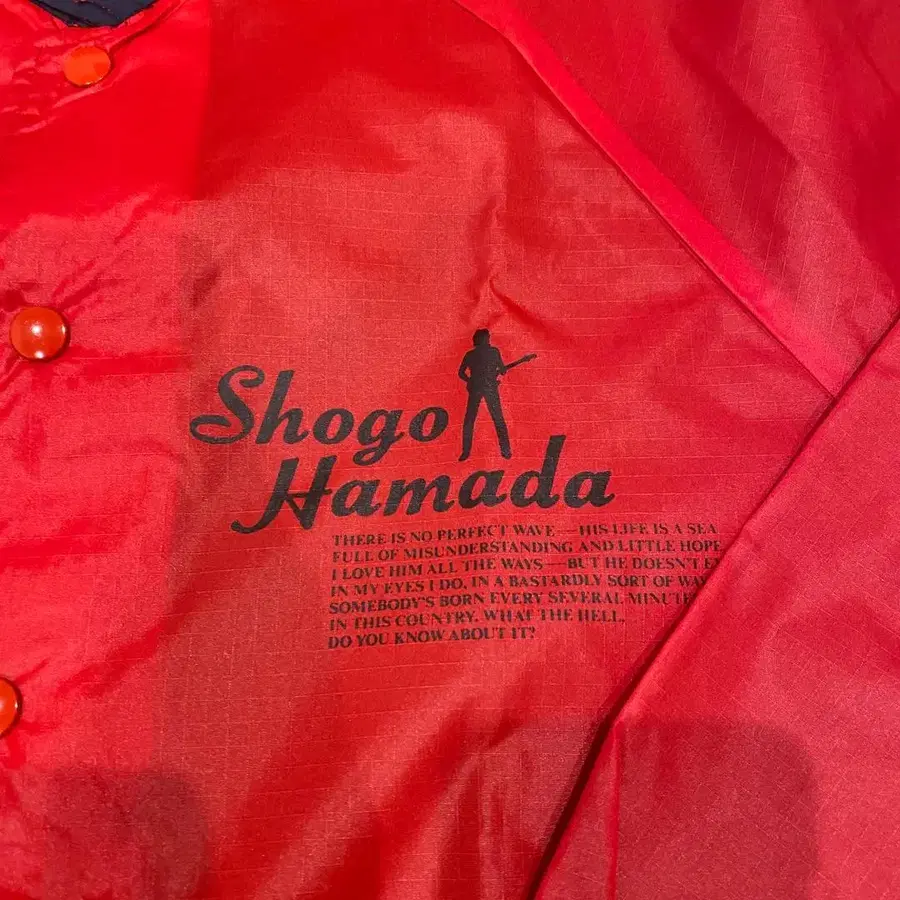 Shogo
Hamada
THERE IS NO PERFECT WAVE—HIS LIFE IS A SEA
FULL OF MISUNDERSTANDING AND LITTLE HOPE
I LOVE HIM ALL THE WAYS—BUT HE DOESN'T
IN MY EYES I DO, IN A BASTARDLY SORT OF
SOMEBODY'S BORN EVERY SEVERAL
IN THIS COUNTRY. WHAT THE HELL,
DO YOU KNOW ABOUT IT?